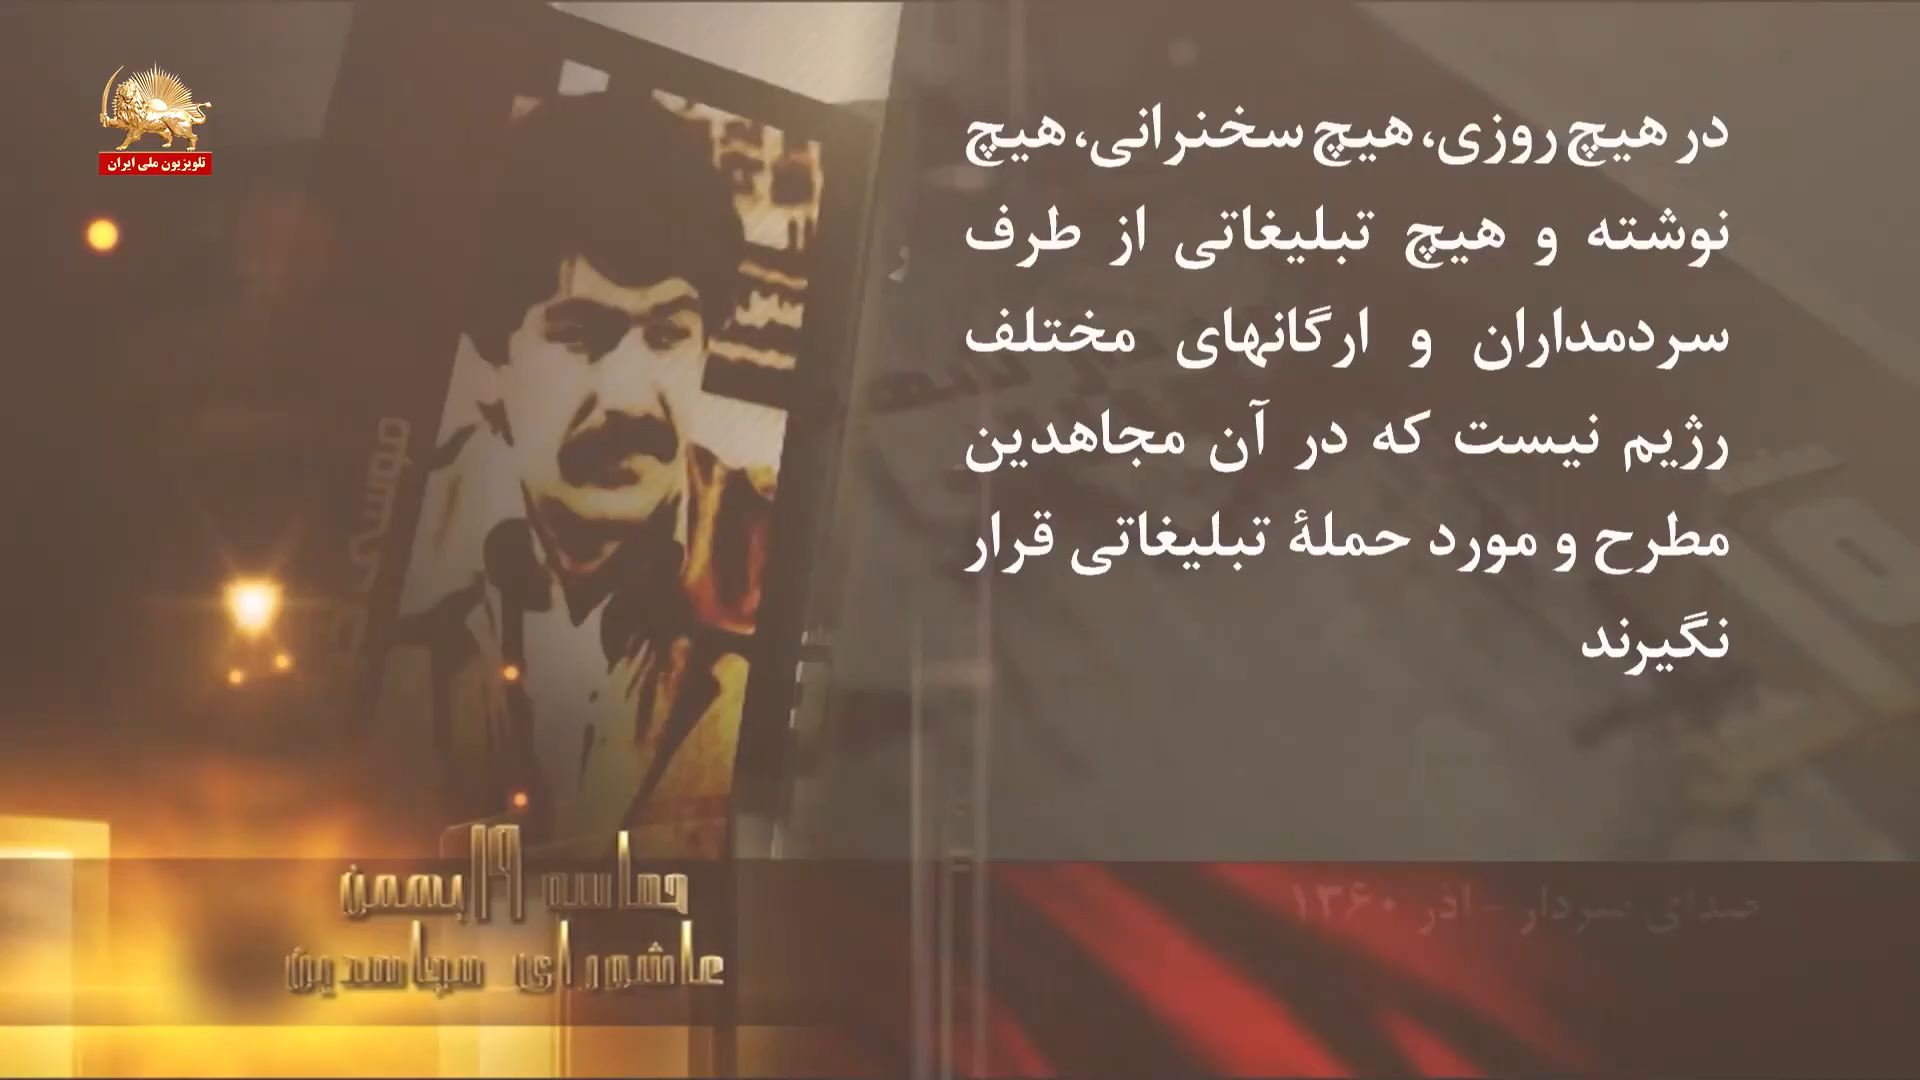 تلویزیون ملی ایران
در هیچ روزی، هیچ سخنرانی، هیچ
نوشته و هیچ تبلیغاتی از طرف
سردمداران و ارگانهای مختلف
رژیم نیست که در آن مجاهدین
مطرح و مورد حملهٔ تبلیغاتی قرار
نگیرند
موسی
حماسه ۱۹ بهمن
عاشورای مجاهدین
صدای سردار - آذر ۱۳۶۰